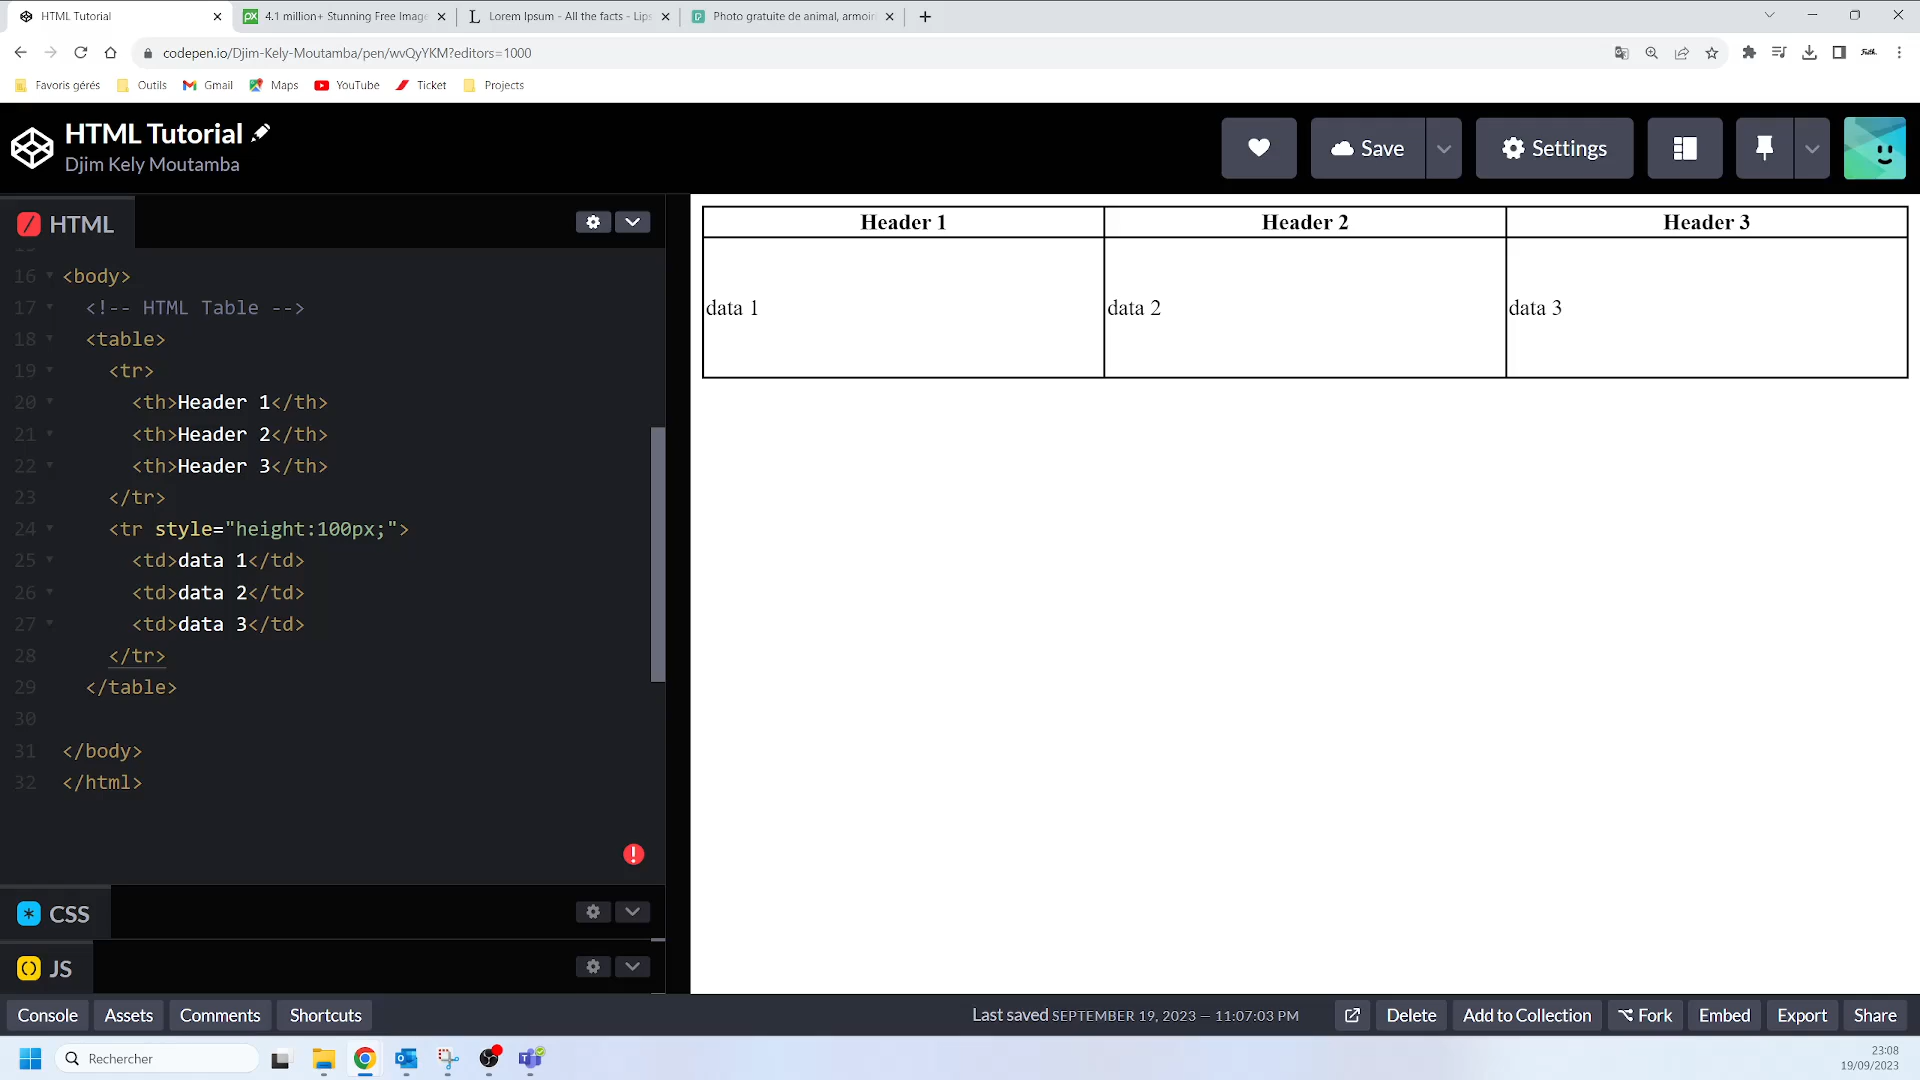 HTML Tutorial
4.1 million+ Stunning Free Image
Lorem Ipsum - All the facts - Lips
Photo gratuite de animal, armoir
codepen.io/Djim-Kely-Moutamba/pen/wvQyYKM?editors=1000
Favoris gérés Outils Gmail Maps YouTube Ticket Projects
HTML Tutorial
Djim Kely Moutamba
Save Settings
HTML
16 <body>
17 <!-- HTML Table -->
18 <table>
19 <tr>
20 <th>Header 1</th>
21 <th>Header 2</th>
22 <th>Header 3</th>
23 </tr>
24 <tr style="height:100px;">
25 <td>data 1</td>
26 <td>data 2</td>
27 <td>data 3</td>
28 </tr>
29 </table>
30
31 </body>
32 </html>
Header 1 Header 2 Header 3
data 1 data 2 data 3
CSS
JS
Console Assets Comments Shortcuts Last saved SEPTEMBER 19, 2023 — 11:07:03 PM Delete Add to Collection Fork Embed Export Share
Rechercher
23:08
19/09/2023